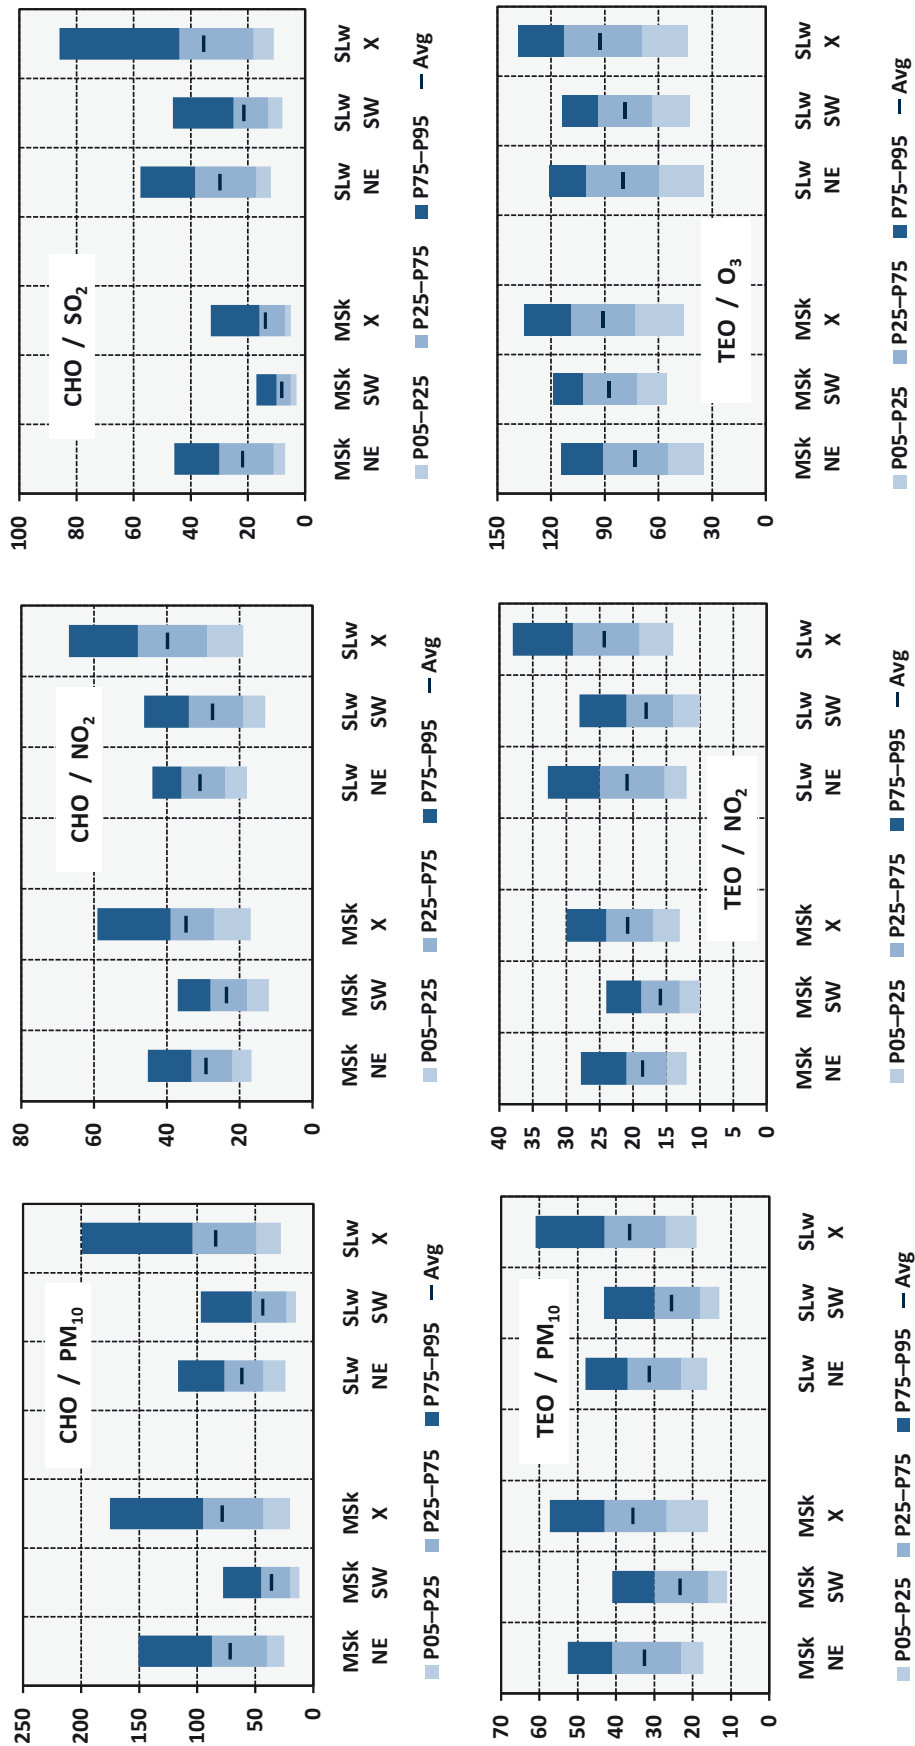 CHO / PM10
250
200
150
100
50
0
MSk MSk MSk SLw SLw SLw
NE SW X NE SW X
P05–P25 P25–P75 P75–P95 Avg
CHO / NO2
80
60
40
20
0
MSk MSk MSk SLw SLw SLw
NE SW X NE SW X
P05–P25 P25–P75 P75–P95 Avg
CHO / SO2
100
80
60
40
20
0
MSk MSk MSk SLw SLw SLw
NE SW X NE SW X
P05–P25 P25–P75 P75–P95 Avg
TEO / PM10
70
60
50
40
30
20
10
0
MSk MSk MSk SLw SLw SLw
NE SW X NE SW X
P05–P25 P25–P75 P75–P95 Avg
TEO / NO2
40
35
30
25
20
15
10
5
0
MSk MSk MSk SLw SLw SLw
NE SW X NE SW X
P05–P25 P25–P75 P75–P95 Avg
TEO / O3
150
120
90
60
30
0
MSk MSk MSk SLw SLw SLw
NE SW X NE SW X
P05–P25 P25–P75 P75–P95 Avg